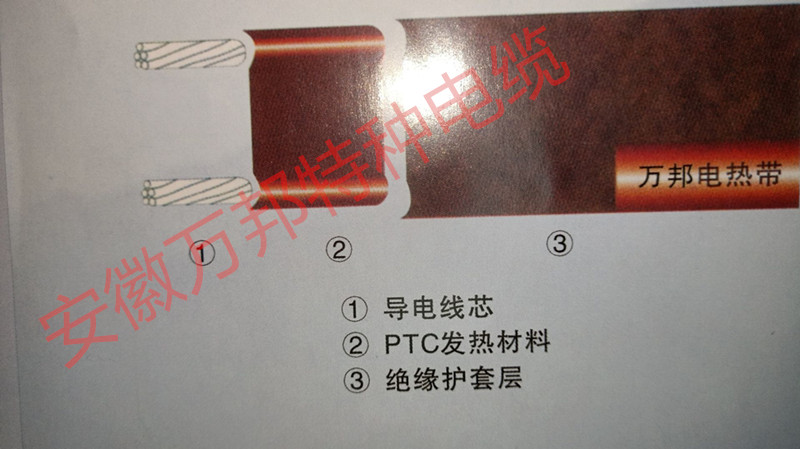 万邦电热带
安徽万邦特种电缆
① ② ③
① 导电线芯
② PTC发热材料
③ 绝缘护套层